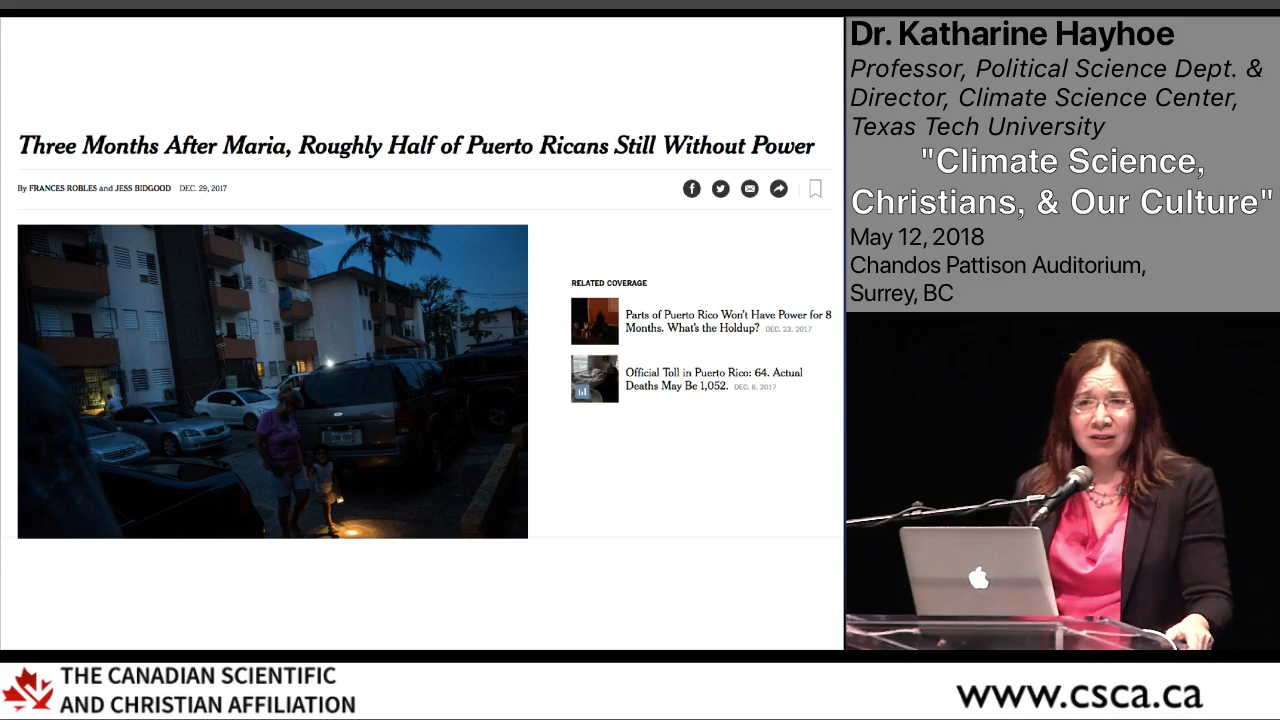 Three Months After Maria, Roughly Half of Puerto Ricans Still Without Power
By FRANCES ROBLES and JESS BIDGOOD DEC. 29, 2017
RELATED COVERAGE
Parts of Puerto Rico Won't Have Power for 8
Months. What's the Holdup? DEC. 23, 2017
Official Toll in Puerto Rico: 64. Actual
Deaths May Be 1,052. DEC. 8, 2017
Dr. Katharine Hayhoe
Professor, Political Science Dept. &
Director, Climate Science Center,
Texas Tech University
"Climate Science,
Christians, & Our Culture"
May 12, 2018
Chandos Pattison Auditorium,
Surrey, BC
THE CANADIAN SCIENTIFIC
AND CHRISTIAN AFFILIATION
www.csca.ca